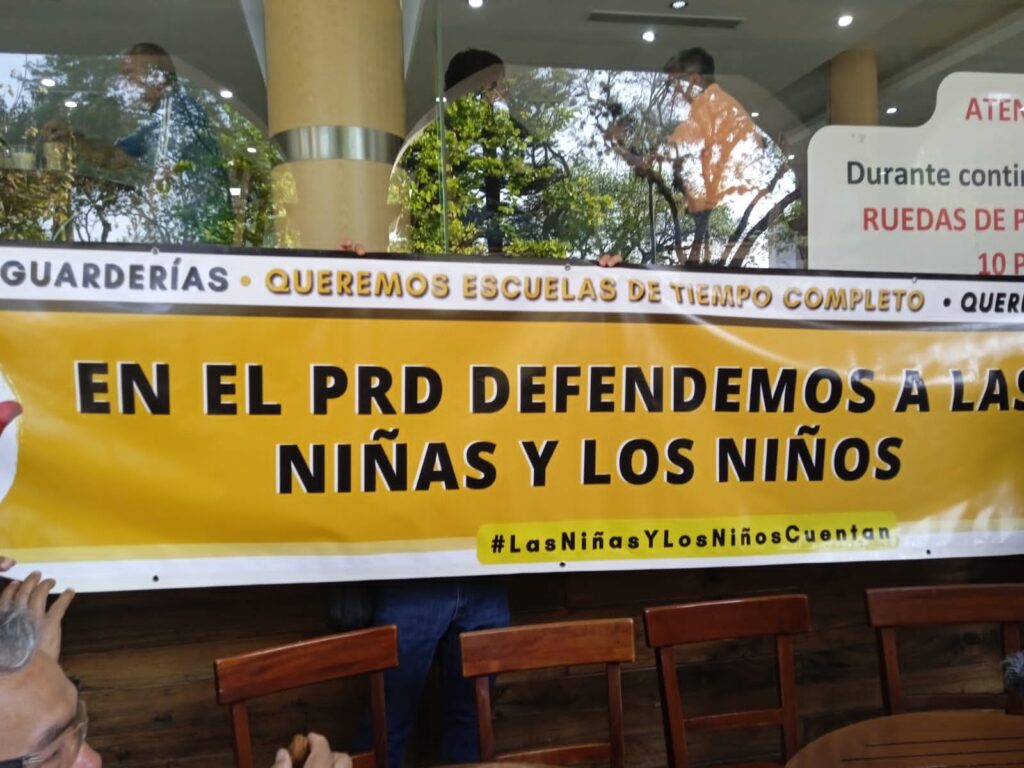 ATEN
Durante contin
RUEDAS DE P
10 P
GUARDERÍAS • QUEREMOS ESCUELAS DE TIEMPO COMPLETO • QUER
EN EL PRD DEFENDEMOS A LAS
NIÑAS Y LOS NIÑOS
#LasNiñasYLosNiñosCuentan